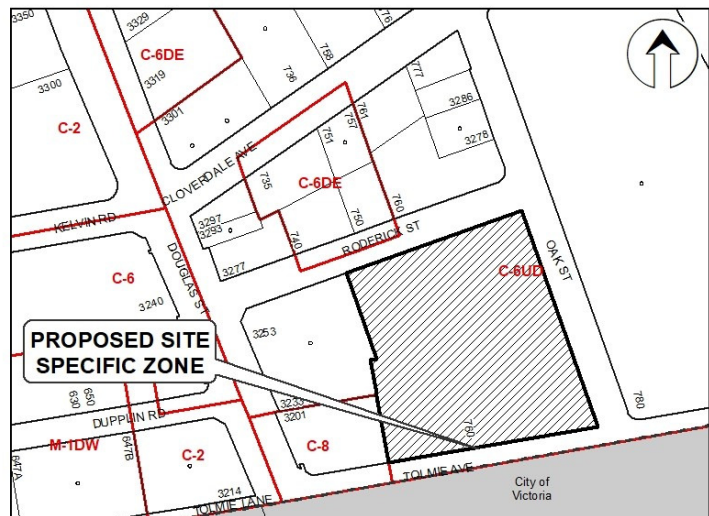 3350
3329
C-6DE
3319
3301
758
776
736
3300
C-2
777
3286
3278
761
757
751
CLOVERDALE AVE
735
C-6DE
KELVIN RD
3297
3293
760
750
740
RODERICK ST
3277
DOUGLAS ST
C-6UD
OAK ST
C-6
3240
3253
PROPOSED SITE
SPECIFIC ZONE
650
630
3233
3201
DUPPLIN RD
760
780
M-1DW
647B
C-2
C-8
647A
3214
TOLMIE LANE
TOLMIE AVE
City of
Victoria